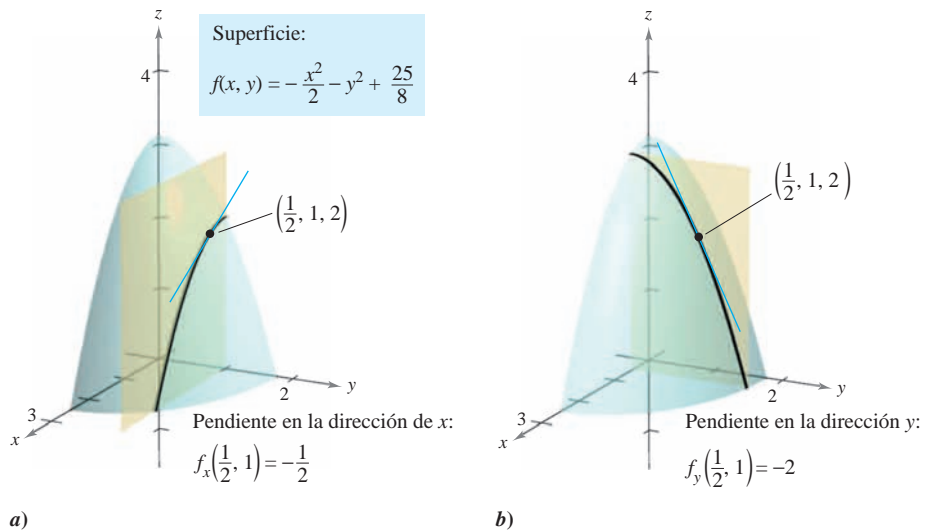 z
4
Superficie:
f(x, y) = − x²/2 − y² + 25/8
(1/2, 1, 2)
2
y
3
x
Pendiente en la dirección de x:
f_x(1/2, 1) = −1/2
a)
z
4
(1/2, 1, 2)
2
y
3
x
Pendiente en la dirección y:
f_y(1/2, 1) = −2
b)